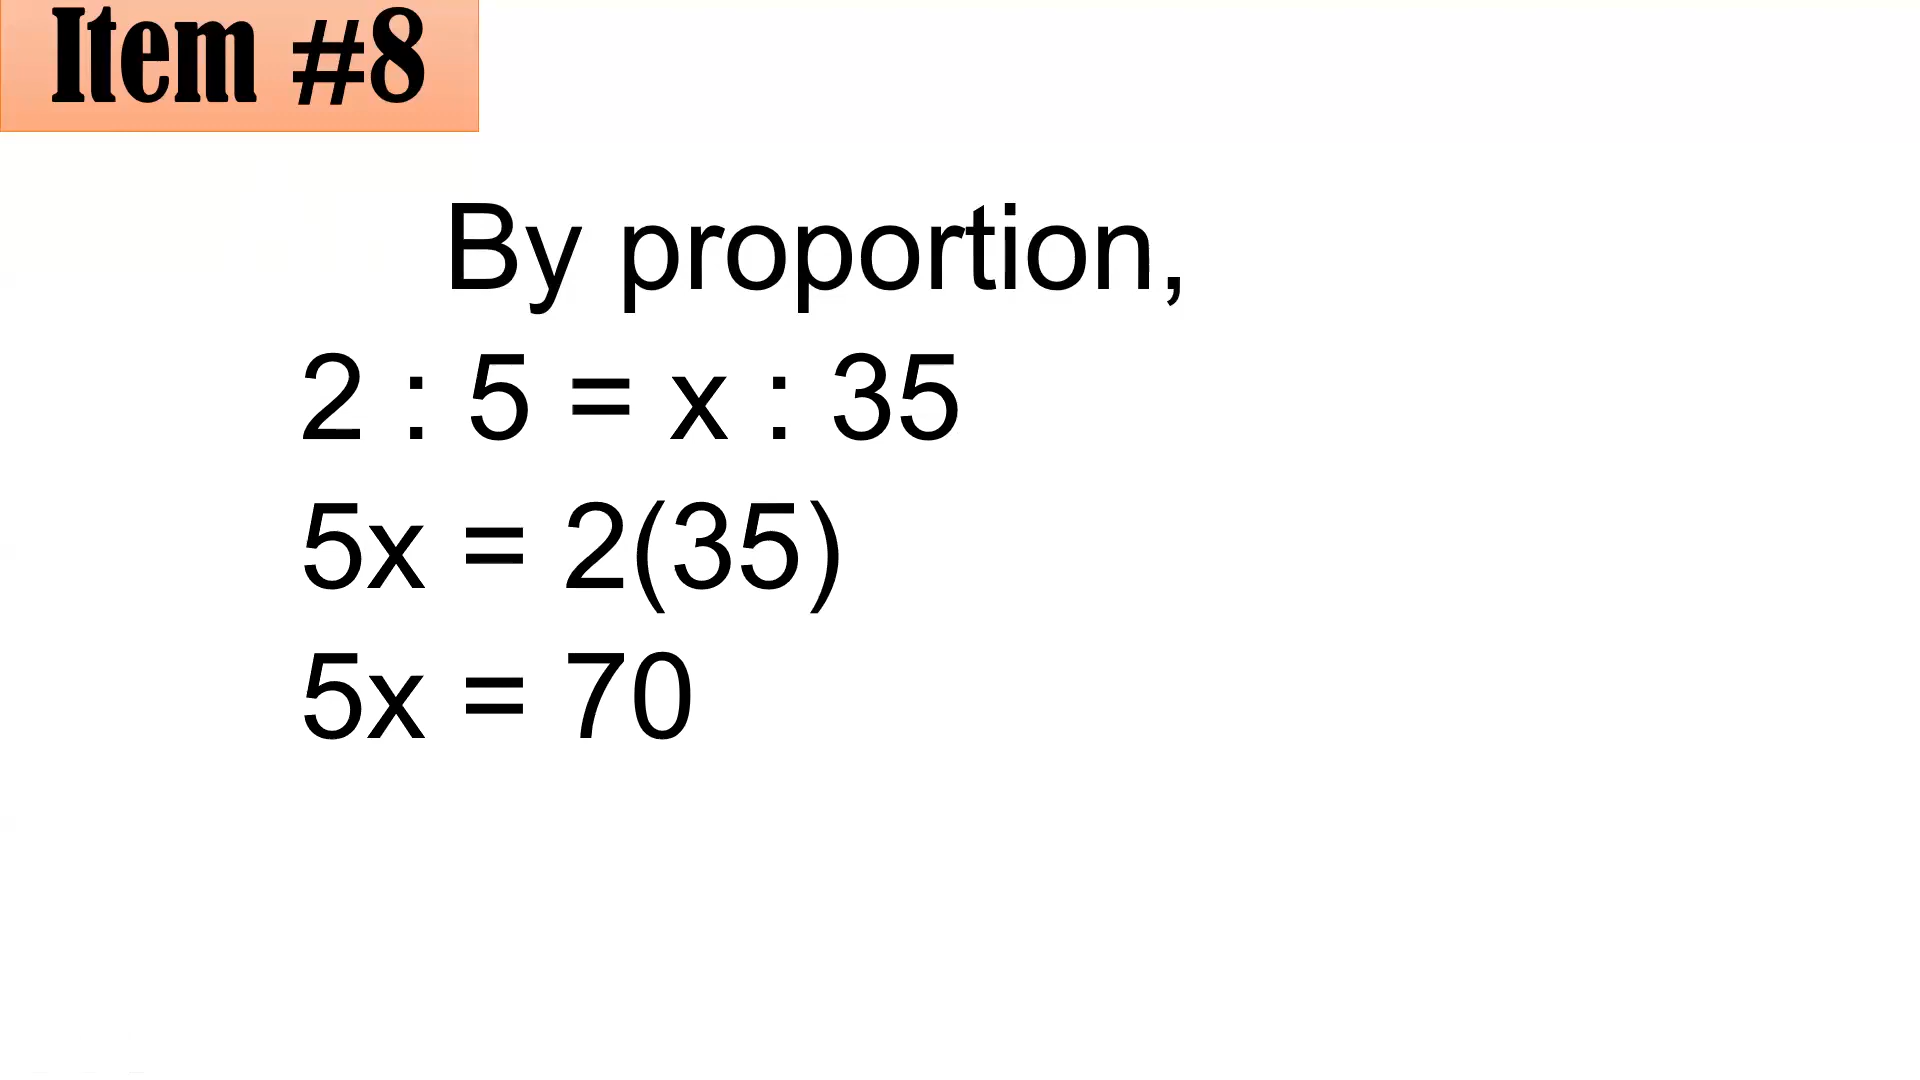 Item #8
By proportion,
2 : 5 = x : 35
5x = 2(35)
5x = 70